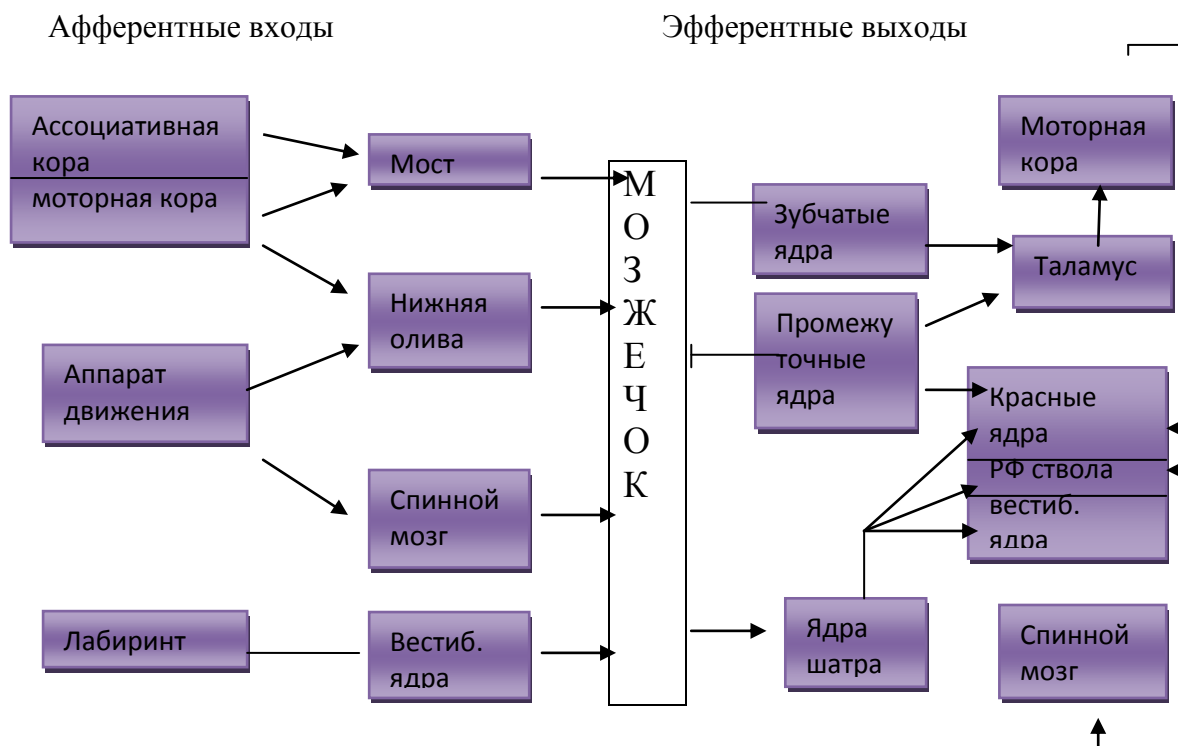 Афферентные входы
Эфферентные выходы
Ассоциативная
кора
моторная кора
Мост
Нижняя
олива
Аппарат
движения
Спинной
мозг
Лабиринт
Вестиб.
ядра
М
О
З
Ж
Е
Ч
О
К
Зубчатые
ядра
Промежу
точные
ядра
Ядра
шатра
Моторная
кора
Таламус
Красные
ядра
РФ ствола
вестиб.
ядра
Спинной
мозг